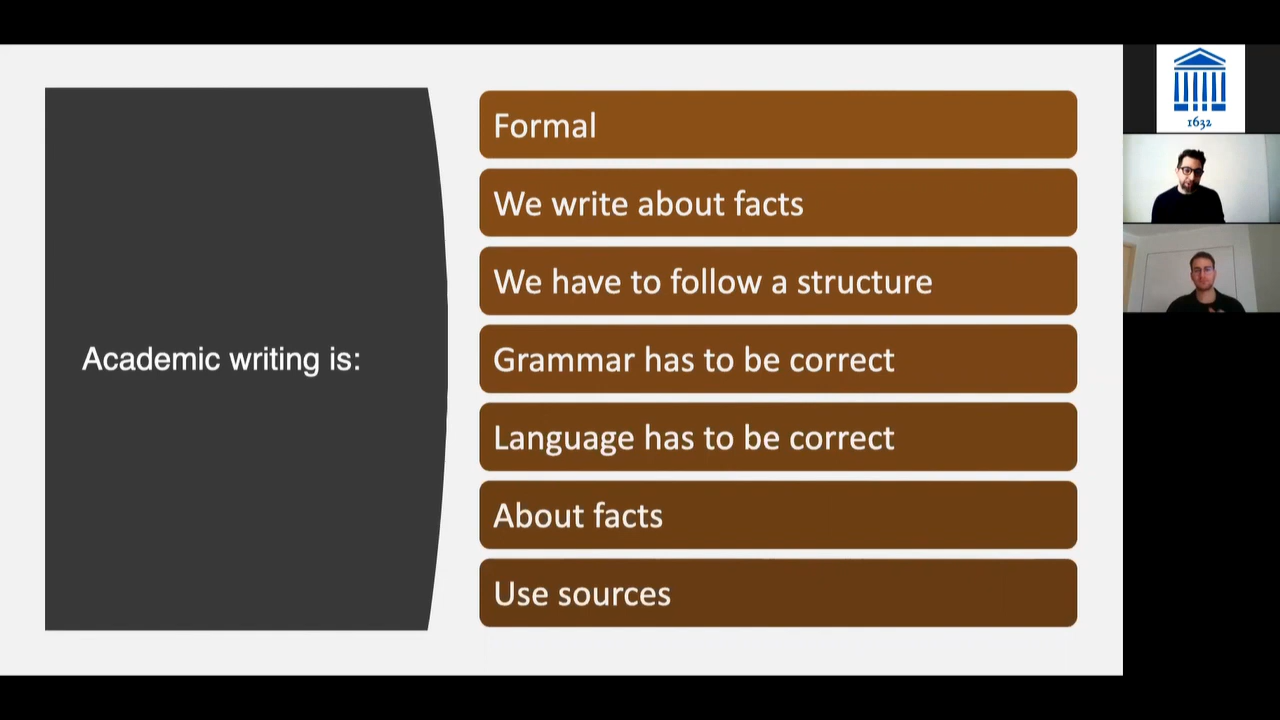 Academic writing is:
Formal
We write about facts
We have to follow a structure
Grammar has to be correct
Language has to be correct
About facts
Use sources
1632